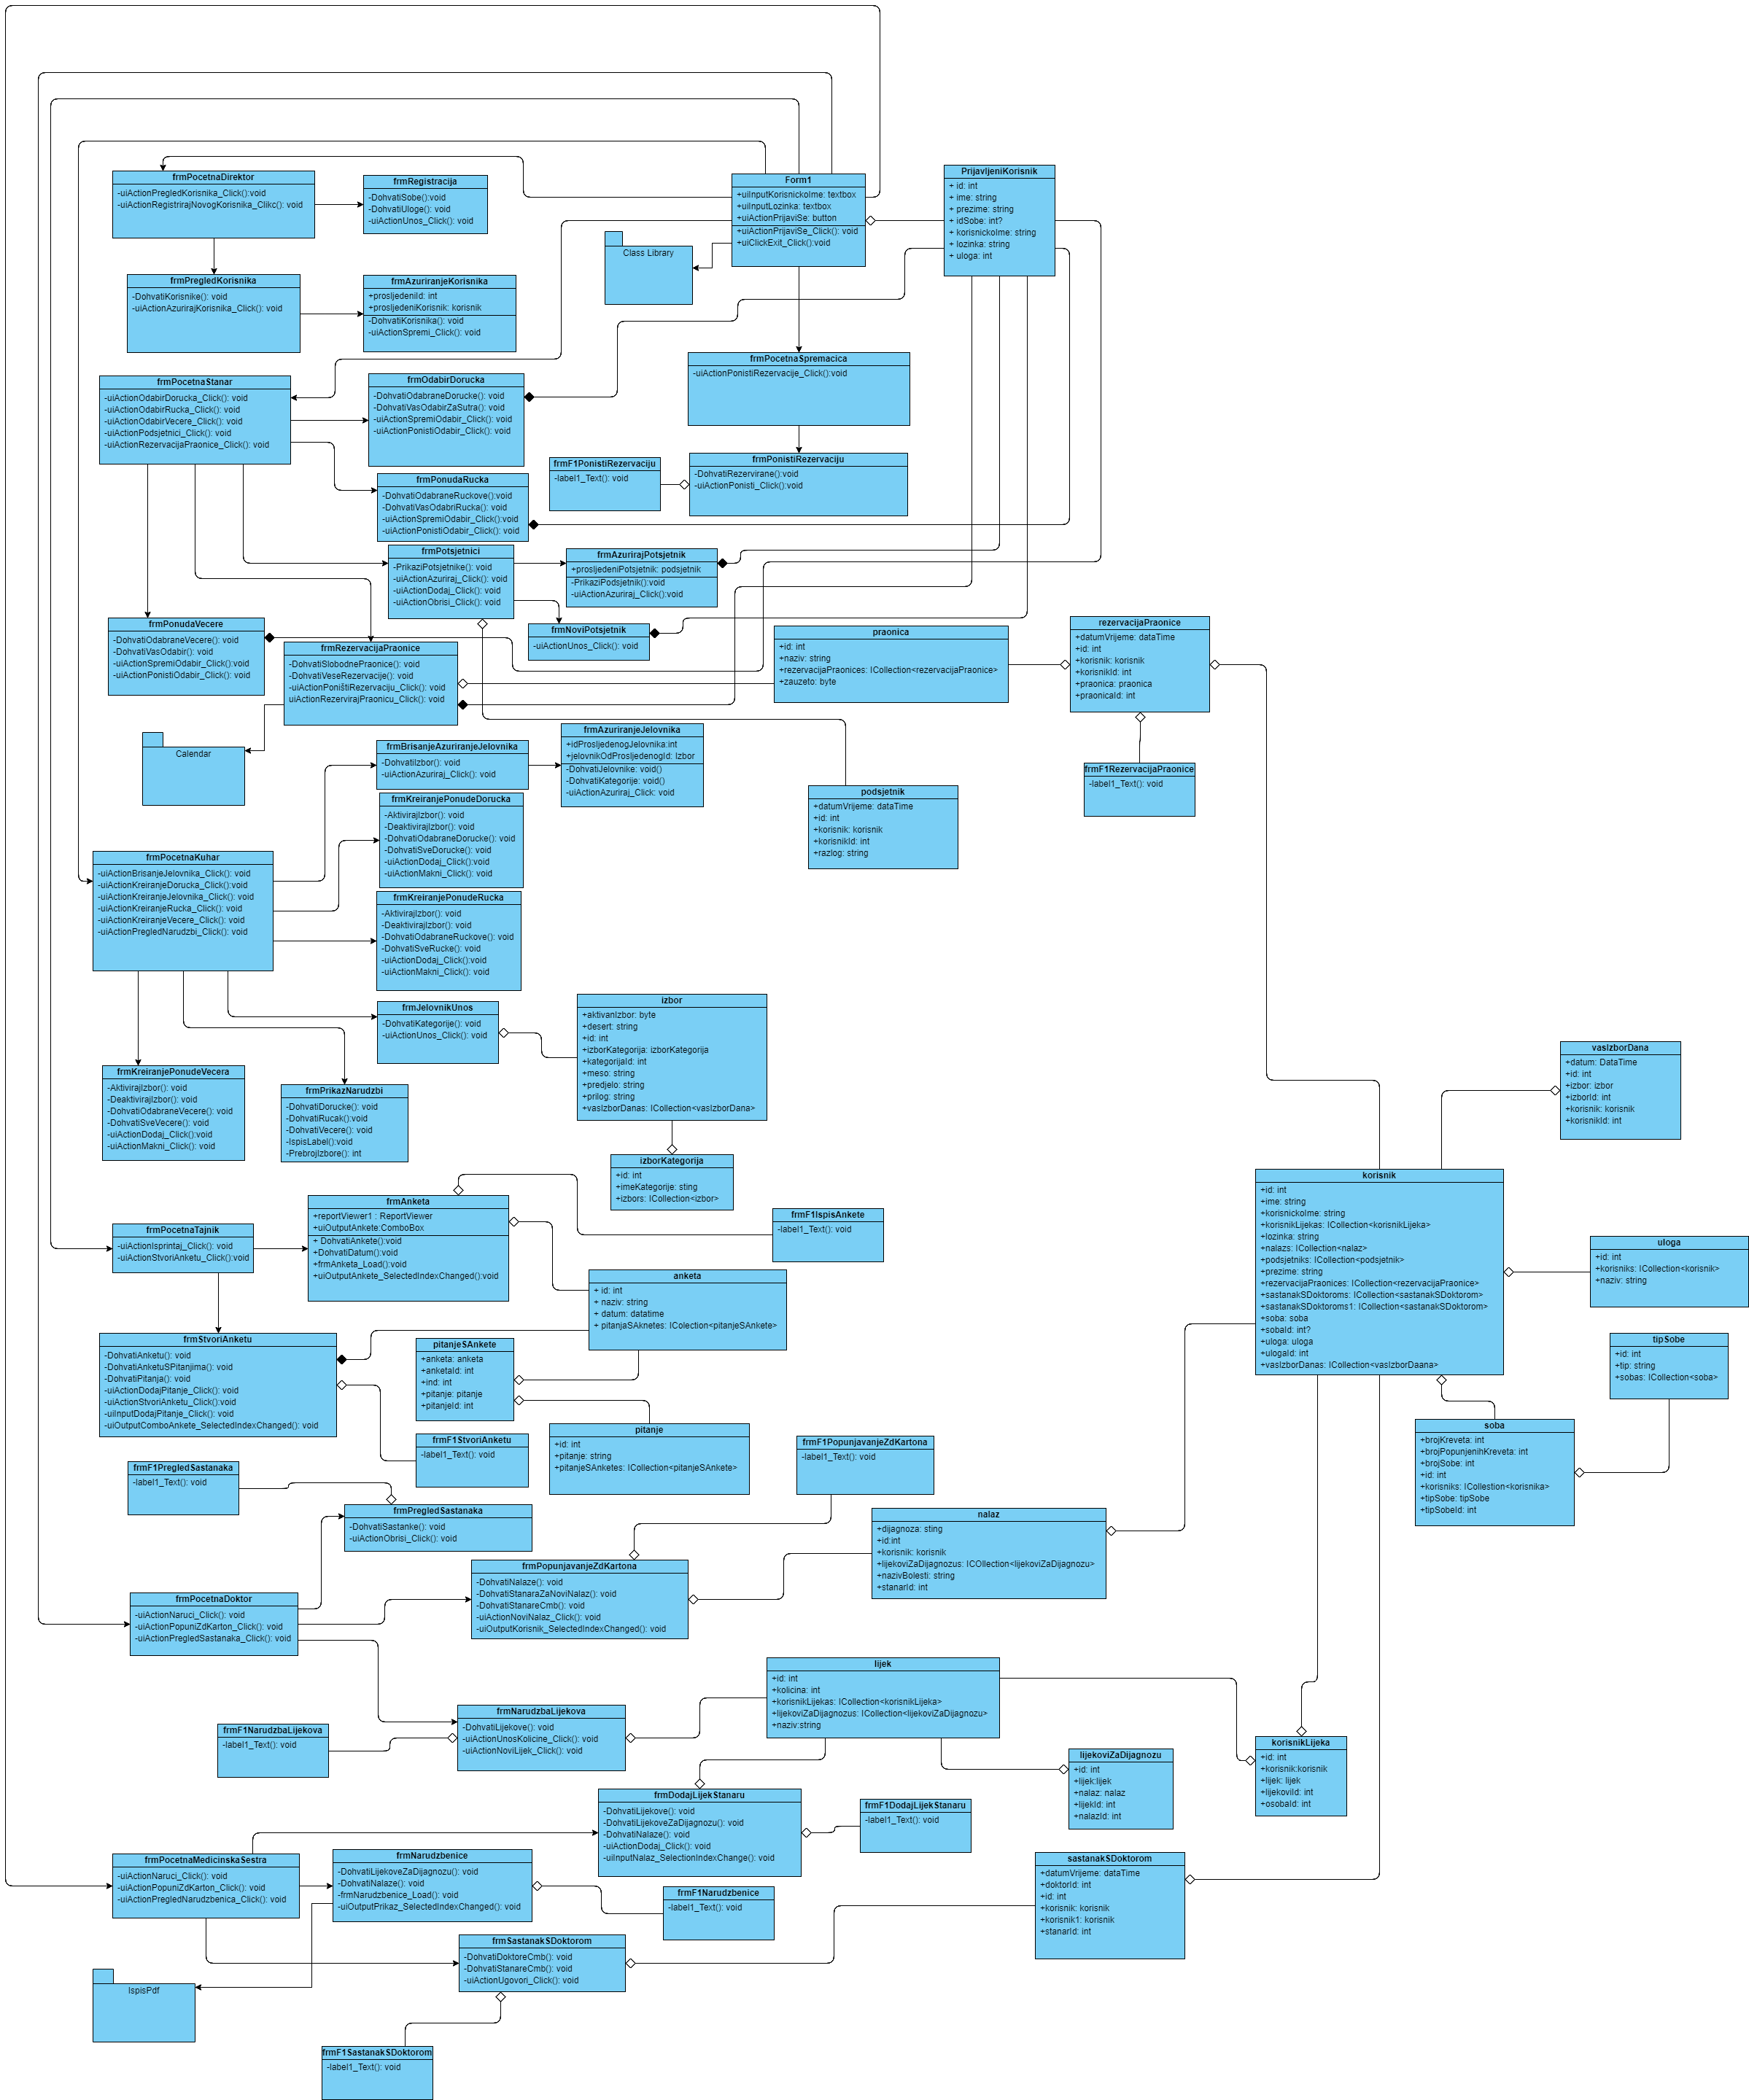 frmPocetnaDirektor
-uiActionPregledKorisnika_Click():void
-uiActionRegistrirajNovogKorisnika_Clikc(): void
frmRegistracija
-DohvatiSobe():void
-DohvatiUloge(): void
-uiActionUnos_Click(): void
Form1
+uiInputKorisnickoIme: textbox
+uiInputLozinka: textbox
+uiActionPrijaviSe: button
+uiActionPrijaviSe_Click(): void
+uiClickExit_Click():void
PrijavljeniKorisnik
+ id: int
+ ime: string
+ prezime: string
+ idSobe: int?
+ korisnickoIme: string
+ lozinka: string
+ uloga: int
Class Library
frmPregledKorisnika
-DohvatiKorisnike(): void
-uiActionAzurirajKorisnika_Click(): void
frmAzuriranjeKorisnika
+prosljedeniId: int
+prosljedeniKorisnik: korisnik
-DohvatiKorisnika(): void
-uiActionSpremi_Click(): void
frmPocetnaSpremacica
-uiActionPonistiRezervacije_Click():void
frmPocetnaStanar
-uiActionOdabirDorucka_Click(): void
-uiActionOdabirRucka_Click(): void
-uiActionOdabirVecere_Click(): void
-uiActionPodsjetnici_Click(): void
-uiActionRezervacijaPraonice_Click(): void
frmOdabirDorucka
-DohvatiOdabraneDorucke(): void
-DohvatiVasOdabirZaSutra(): void
-uiActionSpremiOdabir_Click(): void
-uiActionPonistiOdabir_Click(): void
frmF1PonistiRezervaciju
-label1_Text(): void
frmPonistiRezervaciju
-DohvatiRezervirane():void
-uiActionPonisti_Click():void
frmPonudaRucka
-DohvatiOdabraneRuckove():void
-DohvatiVasOdabriRucka(): void
-uiActionSpremiOdabir_Click():void
-uiActionPonistiOdabir_Click(): void
frmPotsjetnici
-PrikaziPotsjetnike(): void
-uiActionAzuriraj_Click(): void
-uiActionDodaj_Click(): void
-uiActionObrisi_Click(): void
frmAzurirajPotsjetnik
+prosljedeniPotsjetnik: podsjetnik
-PrikaziPodsjetnik():void
-uiActionAzuriraj_Click():void
frmPonudaVecere
-DohvatiOdabraneVecere(): void
-DohvatiVasOdabir(): void
-uiActionSpremiOdabir_Click():void
-uiActionPonistiOdabir_Click(): void
frmNoviPotsjetnik
-uiActionUnos_Click(): void
frmRezervacijaPraonice
-DohvatiSlobodnePraonice(): void
-DohvatiVeseRezervacije(): void
-uiActionPoništiRezervaciju_Click(): void
uiActionRezervirajPraonicu_Click(): void
praonica
+id: int
+naziv: string
+rezervacijaPraonices: ICollection<rezervacijaPraonice>
+zauzeto: byte
rezervacijaPraonice
+datumVrijeme: dataTime
+id: int
+korisnik: korisnik
+korisnikId: int
+praonica: praonica
+praonicaId: int
Calendar
frmBrisanjeAzuriranjeJelovnika
-DohvatiIzbor(): void
-uiActionAzuriraj_Click(): void
frmAzuriranjeJelovnika
+idProsljedenogJelovnika:int
+jelovnikOdProsljedenogId: Izbor
-DohvatiJelovnike: void()
-DohvatiKategorije: void()
-uiActionAzuriraj_Click: void
frmF1RezervacijaPraonice
-label1_Text(): void
podsjetnik
+datumVrijeme: dataTime
+id: int
+korisnik: korisnik
+korisnikId: int
+razlog: string
frmKreiranjePonudeDorucka
-AktivirajIzbor(): void
-DeaktivirajIzbor(): void
-DohvatiOdabraneDorucke(): void
-DohvatiSveDorucke(): void
-uiActionDodaj_Click():void
-uiActionMakni_Click(): void
frmPocetnaKuhar
-uiActionBrisanjeJelovnika_Click(): void
-uiActionKreiranjeDorucka_Click():void
-uiActionKreiranjeJelovnika_Click(): void
-uiActionKreiranjeRucka_Click(): void
-uiActionKreiranjeVecere_Click(): void
-uiActionPregledNarudzbi_Click(): void
frmKreiranjePonudeRucka
-AktivirajIzbor(): void
-DeaktivirajIzbor(): void
-DohvatiOdabraneRuckove(): void
-DohvatiSveRucke(): void
-uiActionDodaj_Click():void
-uiActionMakni_Click(): void
frmJelovnikUnos
-DohvatiKategorije(): void
-uiActionUnos_Click(): void
izbor
+aktivanIzbor: byte
+desert: string
+id: int
+izborKategorija: izborKategorija
+kategorijaId: int
+meso: string
+predjelo: string
+prilog: string
+vasIzborDanas: ICollection<vasIzborDana>
vasIzborDana
+datum: DataTime
+id: int
+izbor: izbor
+izborId: int
+korisnik: korisnik
+korisnikId: int
frmKreiranjePonudeVecera
-AktivirajIzbor(): void
-DeaktivirajIzbor(): void
-DohvatiOdabraneVecere(): void
-DohvatiSveVecere(): void
-uiActionDodaj_Click():void
-uiActionMakni_Click(): void
frmPrikazNarudzbi
-DohvatiDorucke(): void
-DohvatiRucak():void
-DohvatiVecere(): void
-IspisLabel():void
-PrebrojIzbore(): int
izborKategorija
+id: int
+imeKategorije: sting
+izbors: ICollection<izbor>
korisnik
+id: int
+ime: string
+korisnickoIme: string
+korisnikLijekas: ICollection<korisnikLijeka>
+lozinka: string
+nalazs: ICollection<nalaz>
+podsjetniks: ICollection<podsjetnik>
+prezime: string
+rezervacijaPraonices: ICollection<rezervacijaPraonice>
+sastanakSDoktoroms: ICollection<sastanakSDoktorom>
+sastanakSDoktoroms1: ICollection<sastanakSDoktorom>
+soba: soba
+sobaId: int?
+uloga: uloga
+ulogaId: int
+vasIzborDanas: ICollection<vasIzborDaana>
frmAnketa
+reportViewer1 : ReportViewer
+uiOutputAnkete:ComboBox
+ DohvatiAnkete():void
+DohvatiDatum():void
+frmAnketa_Load(): void
+uiOutputAnkete_SelectedIndexChanged():void
frmF1IspisAnkete
-label1_Text(): void
frmPocetnaTajnik
-uiActionIsprintaj_Click(): void
-uiActionStvoriAnketu_Click():void
uloga
+id: int
+korisniks: ICollection<korisnik>
+naziv: string
anketa
+ id: int
+ naziv: string
+ datum: datatime
+ pitanjaSAknetes: IColection<pitanjeSAnkete>
frmStvoriAnketu
-DohvatiAnketu(): void
-DohvatiAnketuSPitanjima(): void
-DohvatiPitanja(): void
-uiActionDodajPitanje_Click(): void
-uiActionStvoriAnketu_Click():void
-uiInputDodajPitanje_Click(): void
-uiOutputComboAnkete_SelectedIndexChanged(): void
pitanjeSAnkete
+anketa: anketa
+anketaId: int
+ind: int
+pitanje: pitanje
+pitanjeId: int
tipSobe
+id: int
+tip: string
+sobas: ICollection<soba>
soba
+brojKreveta: int
+brojPopunjenihKreveta: int
+brojSobe: int
+id: int
+korisniks: ICollestion<korisnika>
+tipSobe: tipSobe
+tipSobeId: int
pitanje
+id: int
+pitanje: string
+pitanjeSAnketes: ICollection<pitanjeSAnkete>
frmF1StvoriAnketu
-label1_Text(): void
frmF1PopunjavanjeZdKartona
-label1_Text(): void
frmF1PregledSastanaka
-label1_Text(): void
frmPregledSastanaka
-DohvatiSastanke(): void
-uiActionObrisi_Click(): void
nalaz
+dijagnoza: sting
+id:int
+korisnik: korisnik
+lijekoviZaDijagnozus: ICOllection<lijekoviZaDijagnozu>
+nazivBolesti: string
+stanarId: int
frmPopunjavanjeZdKartona
-DohvatiNalaze(): void
-DohvatiStanaraZaNoviNalaz(): void
-DohvatiStanareCmb(): void
-uiActionNoviNalaz_Click(): void
-uiOutputKorisnik_SelectedIndexChanged(): void
frmPocetnaDoktor
-uiActionNaruci_Click(): void
-uiActionPopuniZdKarton_Click(): void
-uiActionPregledSastanaka_Click(): void
lijek
+id: int
+kolicina: int
+korisnikLijekas: ICollection<korisnikLijeka>
+lijekoviZaDijagnozus: ICollection<lijekoviZaDijagnozu>
+naziv:string
frmNarudzbaLijekova
-DohvatiLijekove(): void
-uiActionUnosKolicine_Click(): void
-uiActionNoviLijek_Click(): void
frmF1NarudzbaLijekova
-label1_Text(): void
korisnikLijeka
+id: int
+korisnik:korisnik
+lijek: lijek
+lijekoviId: int
+osobaId: int
lijekoviZaDijagnozu
+id: int
+lijek:lijek
+nalaz: nalaz
+lijekId: int
+nalazId: int
frmDodajLijekStanaru
-DohvatiLijekove(): void
-DohvatiLijekoveZaDijagnozu(): void
-DohvatiNalaze(): void
-uiActionDodaj_Click(): void
-uiInputNalaz_SelectionIndexChange(): void
frmF1DodajLijekStanaru
-label1_Text(): void
frmPocetnaMedicinskaSestra
-uiActionNaruci_Click(): void
-uiActionPopuniZdKarton_Click(): void
-uiActionPregledNarudzbenica_Click(): void
frmNarudzbenice
-DohvatiLijekoveZaDijagnozu(): void
-DohvatiNalaze(): void
-frmNarudzbenice_Load(): void
-uiOutputPrikaz_SelectedIndexChanged(): void
frmF1Narudzbenice
-label1_Text(): void
sastanakSDoktorom
+datumVrijeme: dataTime
+doktorId: int
+id: int
+korisnik: korisnik
+korisnik1: korisnik
+stanarId: int
frmSastanakSDoktorom
-DohvatiDoktoreCmb(): void
-DohvatiStanareCmb(): void
-uiActionUgovori_Click(): void
IspisPdf
frmF1SastanakSDoktorom
-label1_Text(): void